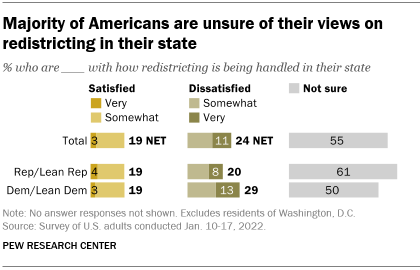 Majority of Americans are unsure of their views on
redistricting in their state
% who are ___ with how redistricting is being handled in their state
Satisfied Dissatisfied Not sure
Very Somewhat
Somewhat Very
Total 3 19 NET 11 24 NET 55
Rep/Lean Rep 4 19 8 20 61
Dem/Lean Dem 3 19 13 29 50
Note: No answer responses not shown. Excludes residents of Washington, D.C.
Source: Survey of U.S. adults conducted Jan. 10-17, 2022.
PEW RESEARCH CENTER